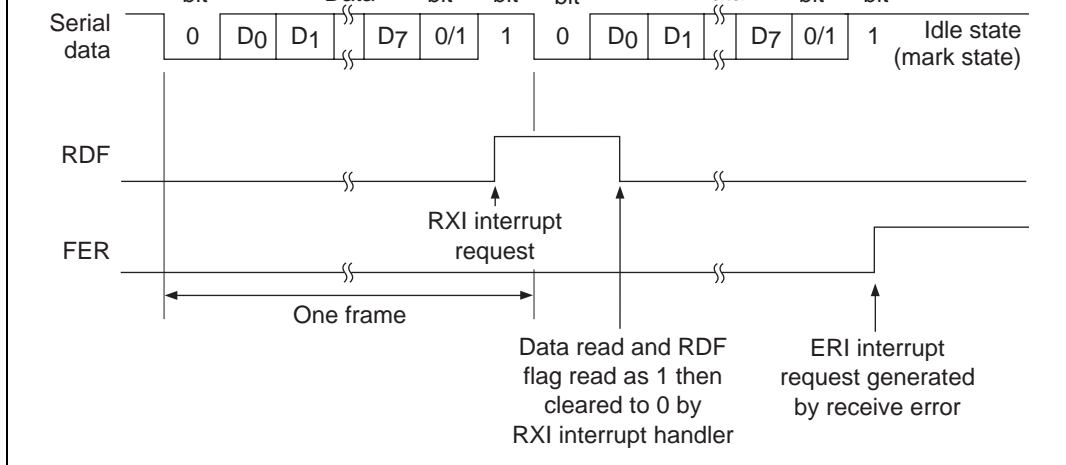 Serial data
0 D0 D1 D7 0/1 1 0 D0 D1 D7 0/1 1
Idle state
(mark state)
RDF
RXI interrupt
request
FER
One frame
Data read and RDF
flag read as 1 then
cleared to 0 by
RXI interrupt handler
ERI interrupt
request generated
by receive error